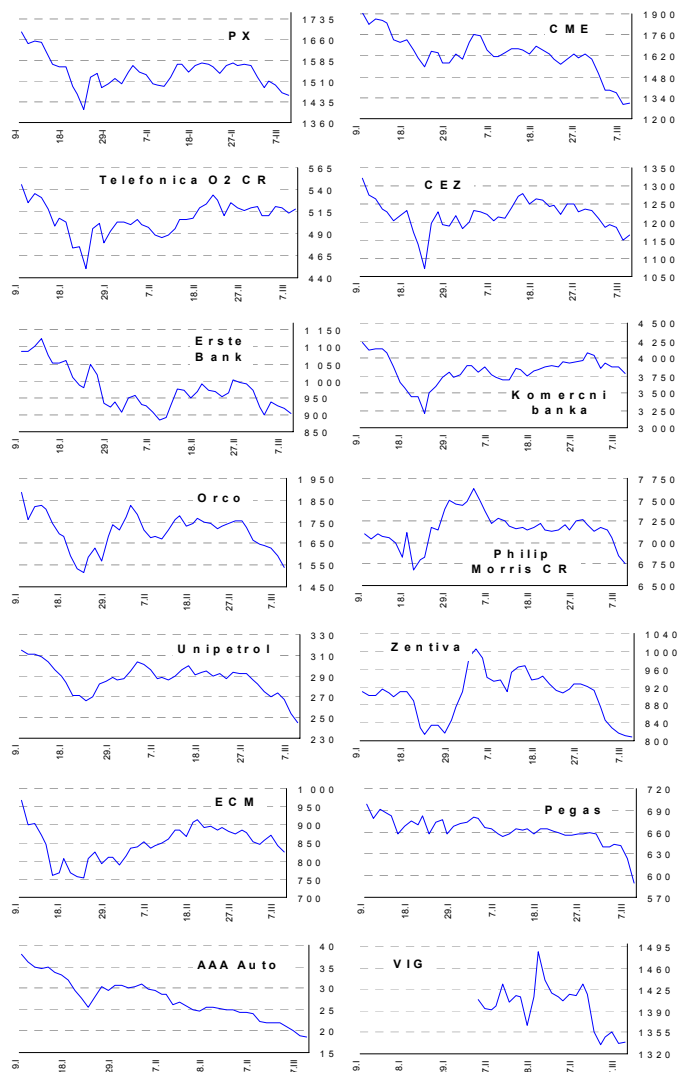 PX
1735
1660
1585
1510
1435
1360
9-I
18-I
29-I
7-II
18-II
27-II
7-III
CME
1900
1760
1620
1480
1340
1200
9.I
18.I
29.I
7.II
18.II
27.II
7.III
Telefonica O2 CR
565
540
515
490
465
440
9.I
18.I
29.I
7.II
18.II
27.II
7.III
CEZ
1350
1300
1250
1200
1150
1100
1050
9.I
18.I
29.I
7.II
18.II
27.II
7.III
Erste
Bank
1 150
1 100
1 050
1 000
950
900
850
9.I
18.I
29.I
7.II
18.II
27.II
7.III
Komercni
banka
4 500
4 250
4 000
3 750
3 500
3 250
3 000
9.I
18.I
29.I
7.II
18.II
27.II
7.III
Orco
1 950
1 850
1 750
1 650
1 550
1 450
9.I
18.I
29.I
7.II
18.II
27.II
7.III
Philip
Morris CR
7 750
7 500
7 250
7 000
6 750
6 500
9.I
18.I
29.I
7.II
18.II
27.II
7.III
Unipetrol
330
310
290
270
250
230
9.I
18.I
29.I
7.II
18.II
27.II
7.III
Zentiva
1040
1000
960
920
880
840
800
9.I
18.I
29.I
7.II
18.II
27.II
7.III
ECM
1 000
950
900
850
800
750
700
9.I
18.I
29.I
7.II
18.II
27.II
7.III
Pegas
720
690
660
630
600
570
9.I
18.I
29.I
7.II
18.II
27.II
7.III
AAA Auto
40
35
30
25
20
15
9.I
7.II
7.III
VIG
1495
1460
1425
1390
1355
1320
9.I
7.II
7.III